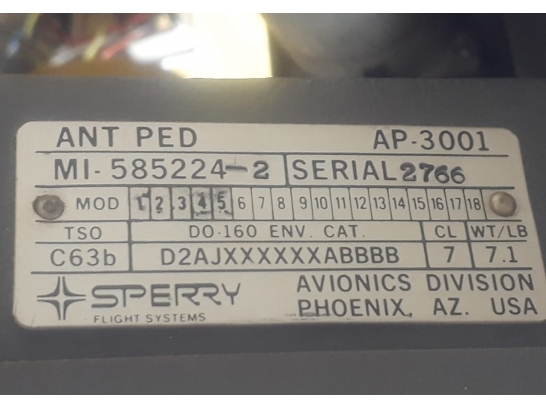 ANT PED AP-3001
MI-585224-2 SERIAL 2766
MOD 1 2 3 4 5 6 7 8 9 10 11 12 13 14 15 16 17 18
TSO DO-160 ENV. CAT. CL WT/LB
C63b D2AJXXXXXXABBBB 7 7.1
SPERRY AVIONICS DIVISION
FLIGHT SYSTEMS PHOENIX, AZ. USA